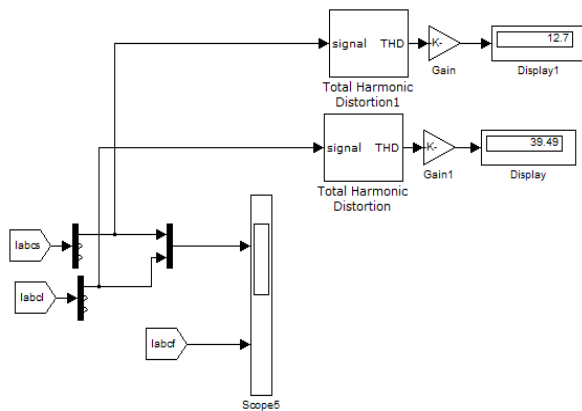 signal THD
K-
12.7
Gain
Display1
Total Harmonic
Distortion1
signal THD
K-
39.49
Gain1
Display
Total Harmonic
Distortion
Iabcs
Iabcl
Iabcf
Scope5